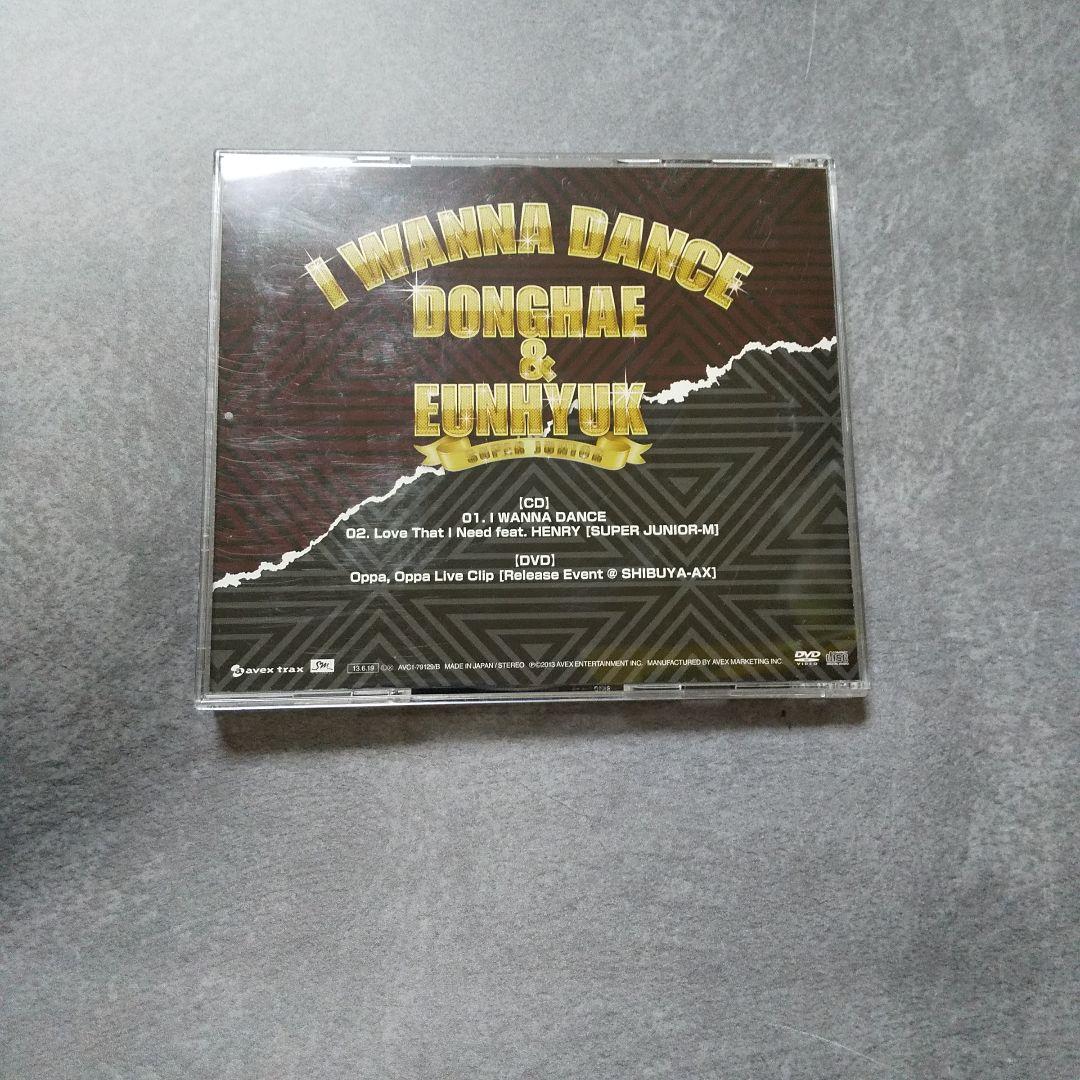 I WANNA DANCE
DONGHAE
&
EUNHYUK
SUPER JUNIOR
【CD】
01. I WANNA DANCE
02. Love That I Need feat. HENRY [SUPER JUNIOR-M]
【DVD】
Oppa, Oppa Live Clip [Release Event @ SHIBUYA-AX]
avex trax SM 13.6.19 AVC1-79129/B MADE IN JAPAN / STEREO ℗©2013 AVEX ENTERTAINMENT INC. MANUFACTURED BY AVEX MARKETING INC. DVD VIDEO